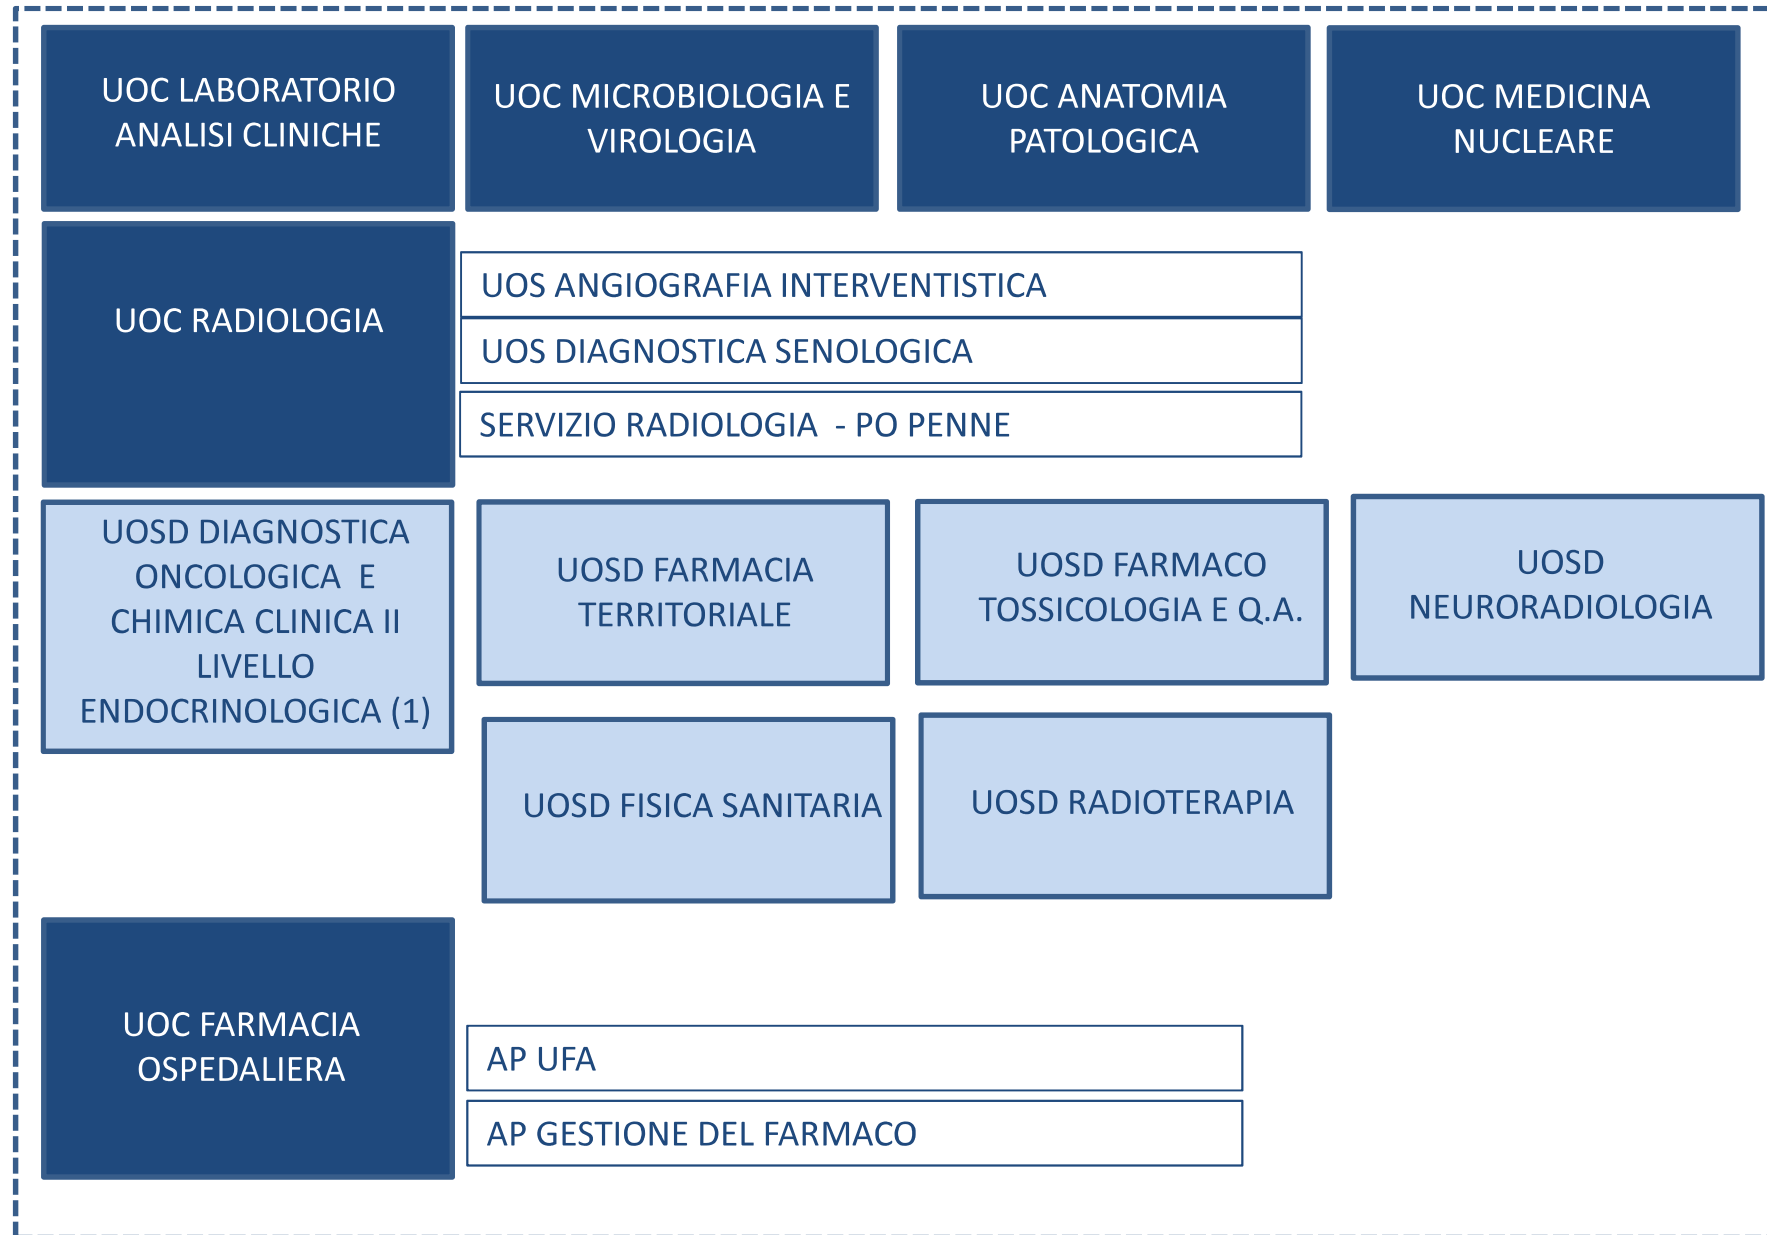 UOC LABORATORIO
ANALISI CLINICHE
UOC MICROBIOLOGIA E
VIROLOGIA
UOC ANATOMIA
PATOLOGICA
UOC MEDICINA
NUCLEARE
UOC RADIOLOGIA
UOS ANGIOGRAFIA INTERVENTISTICA
UOS DIAGNOSTICA SENOLOGICA
SERVIZIO RADIOLOGIA - PO PENNE
UOSD DIAGNOSTICA
ONCOLOGICA E
CHIMICA CLINICA II
LIVELLO
ENDOCRINOLOGICA (1)
UOSD FARMACIA
TERRITORIALE
UOSD FARMACO
TOSSICOLOGIA E Q.A.
UOSD
NEURORADIOLOGIA
UOSD FISICA SANITARIA
UOSD RADIOTERAPIA
UOC FARMACIA
OSPEDALIERA
AP UFA
AP GESTIONE DEL FARMACO